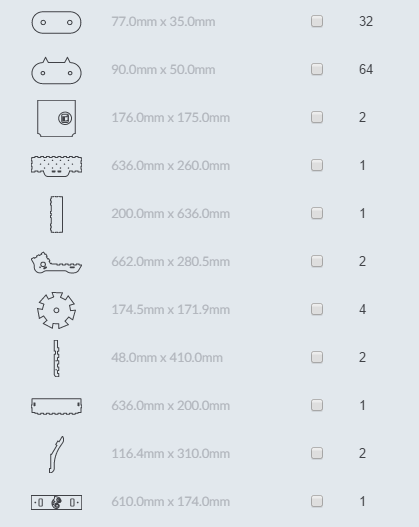 77.0mm x 35.0mm 32
90.0mm x 50.0mm 64
176.0mm x 175.0mm 2
636.0mm x 260.0mm 1
200.0mm x 636.0mm 1
662.0mm x 280.5mm 2
174.5mm x 171.9mm 4
48.0mm x 410.0mm 2
636.0mm x 200.0mm 1
116.4mm x 310.0mm 2
610.0mm x 174.0mm 1